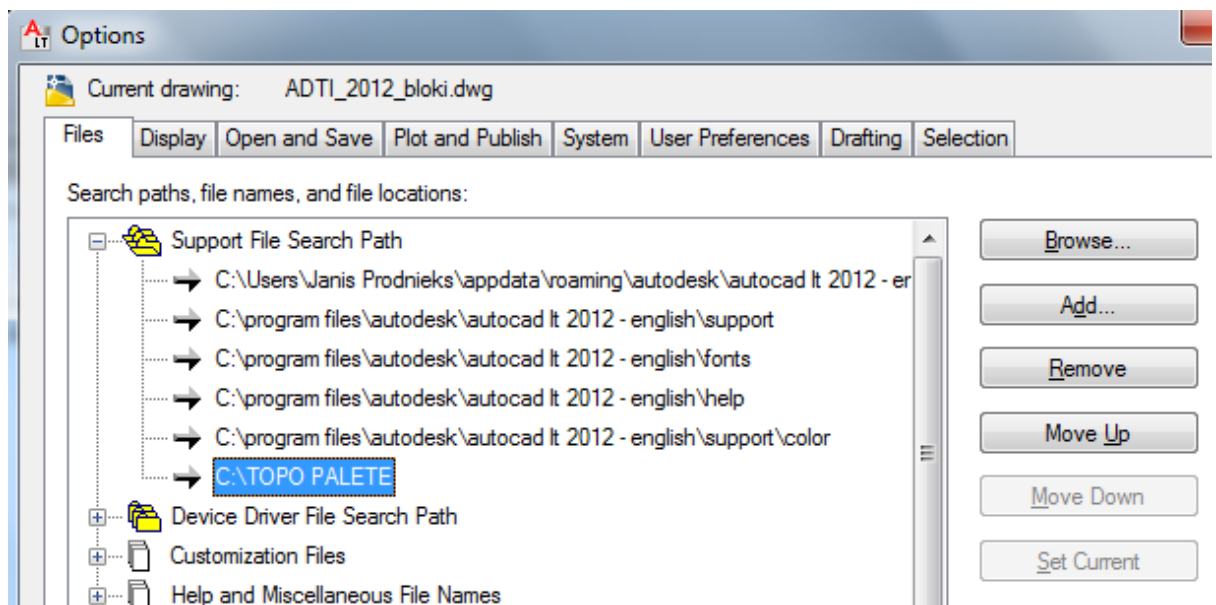 Options
Current drawing: ADTI_2012_bloki.dwg
Files Display Open and Save Plot and Publish System User Preferences Drafting Selection
Search paths, file names, and file locations:
Support File Search Path
C:\Users\Janis Prodnieks\appdata\roaming\autodesk\autocad lt 2012 - er
C:\program files\autodesk\autocad lt 2012 - english\support
C:\program files\autodesk\autocad lt 2012 - english\fonts
C:\program files\autodesk\autocad lt 2012 - english\help
C:\program files\autodesk\autocad lt 2012 - english\support\color
C:\TOPO PALETE
Device Driver File Search Path
Customization Files
Help and Miscellaneous File Names
Browse...
Add...
Remove
Move Up
Move Down
Set Current